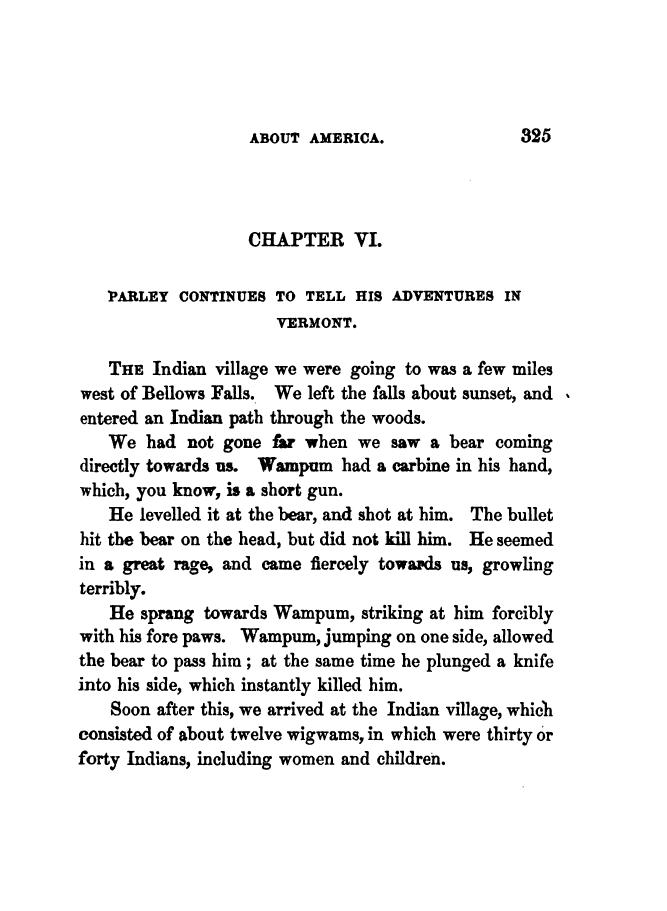 ABOUT AMERICA. 325
CHAPTER VI.
PARLEY CONTINUES TO TELL HIS ADVENTURES IN
VERMONT.
THE Indian village we were going to was a few miles
west of Bellows Falls. We left the falls about sunset, and
entered an Indian path through the woods.
We had not gone far when we saw a bear coming
directly towards us. Wampum had a carbine in his hand,
which, you know, is a short gun.
He levelled it at the bear, and shot at him. The bullet
hit the bear on the head, but did not kill him. He seemed
in a great rage, and came fiercely towards us, growling
terribly.
He sprang towards Wampum, striking at him forcibly
with his fore paws. Wampum, jumping on one side, allowed
the bear to pass him; at the same time he plunged a knife
into his side, which instantly killed him.
Soon after this, we arrived at the Indian village, which
consisted of about twelve wigwams, in which were thirty or
forty Indians, including women and children.